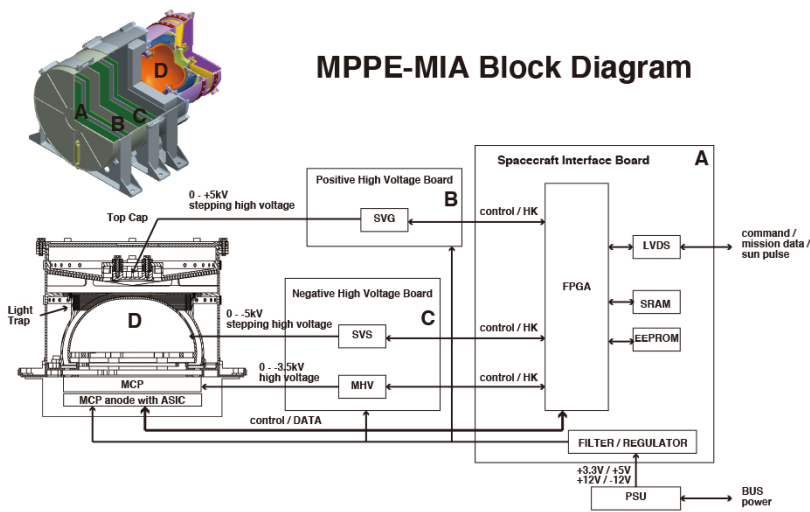 MPPE-MIA Block Diagram
D
A
B
C
Spacecraft Interface Board
A
Positive High Voltage Board
B
SVG
0 - +5kV
stepping high voltage
Top Cap
control / HK
FPGA
LVDS
command /
mission data /
sun pulse
SRAM
EEPROM
Light
Trap
D
0 - -5kV
stepping high voltage
Negative High Voltage Board
C
SVS
control / HK
0 - -3.5kV
high voltage
MHV
control / HK
MCP
MCP anode with ASIC
control / DATA
FILTER / REGULATOR
+3.3V / +5V
+12V / -12V
PSU
BUS
power